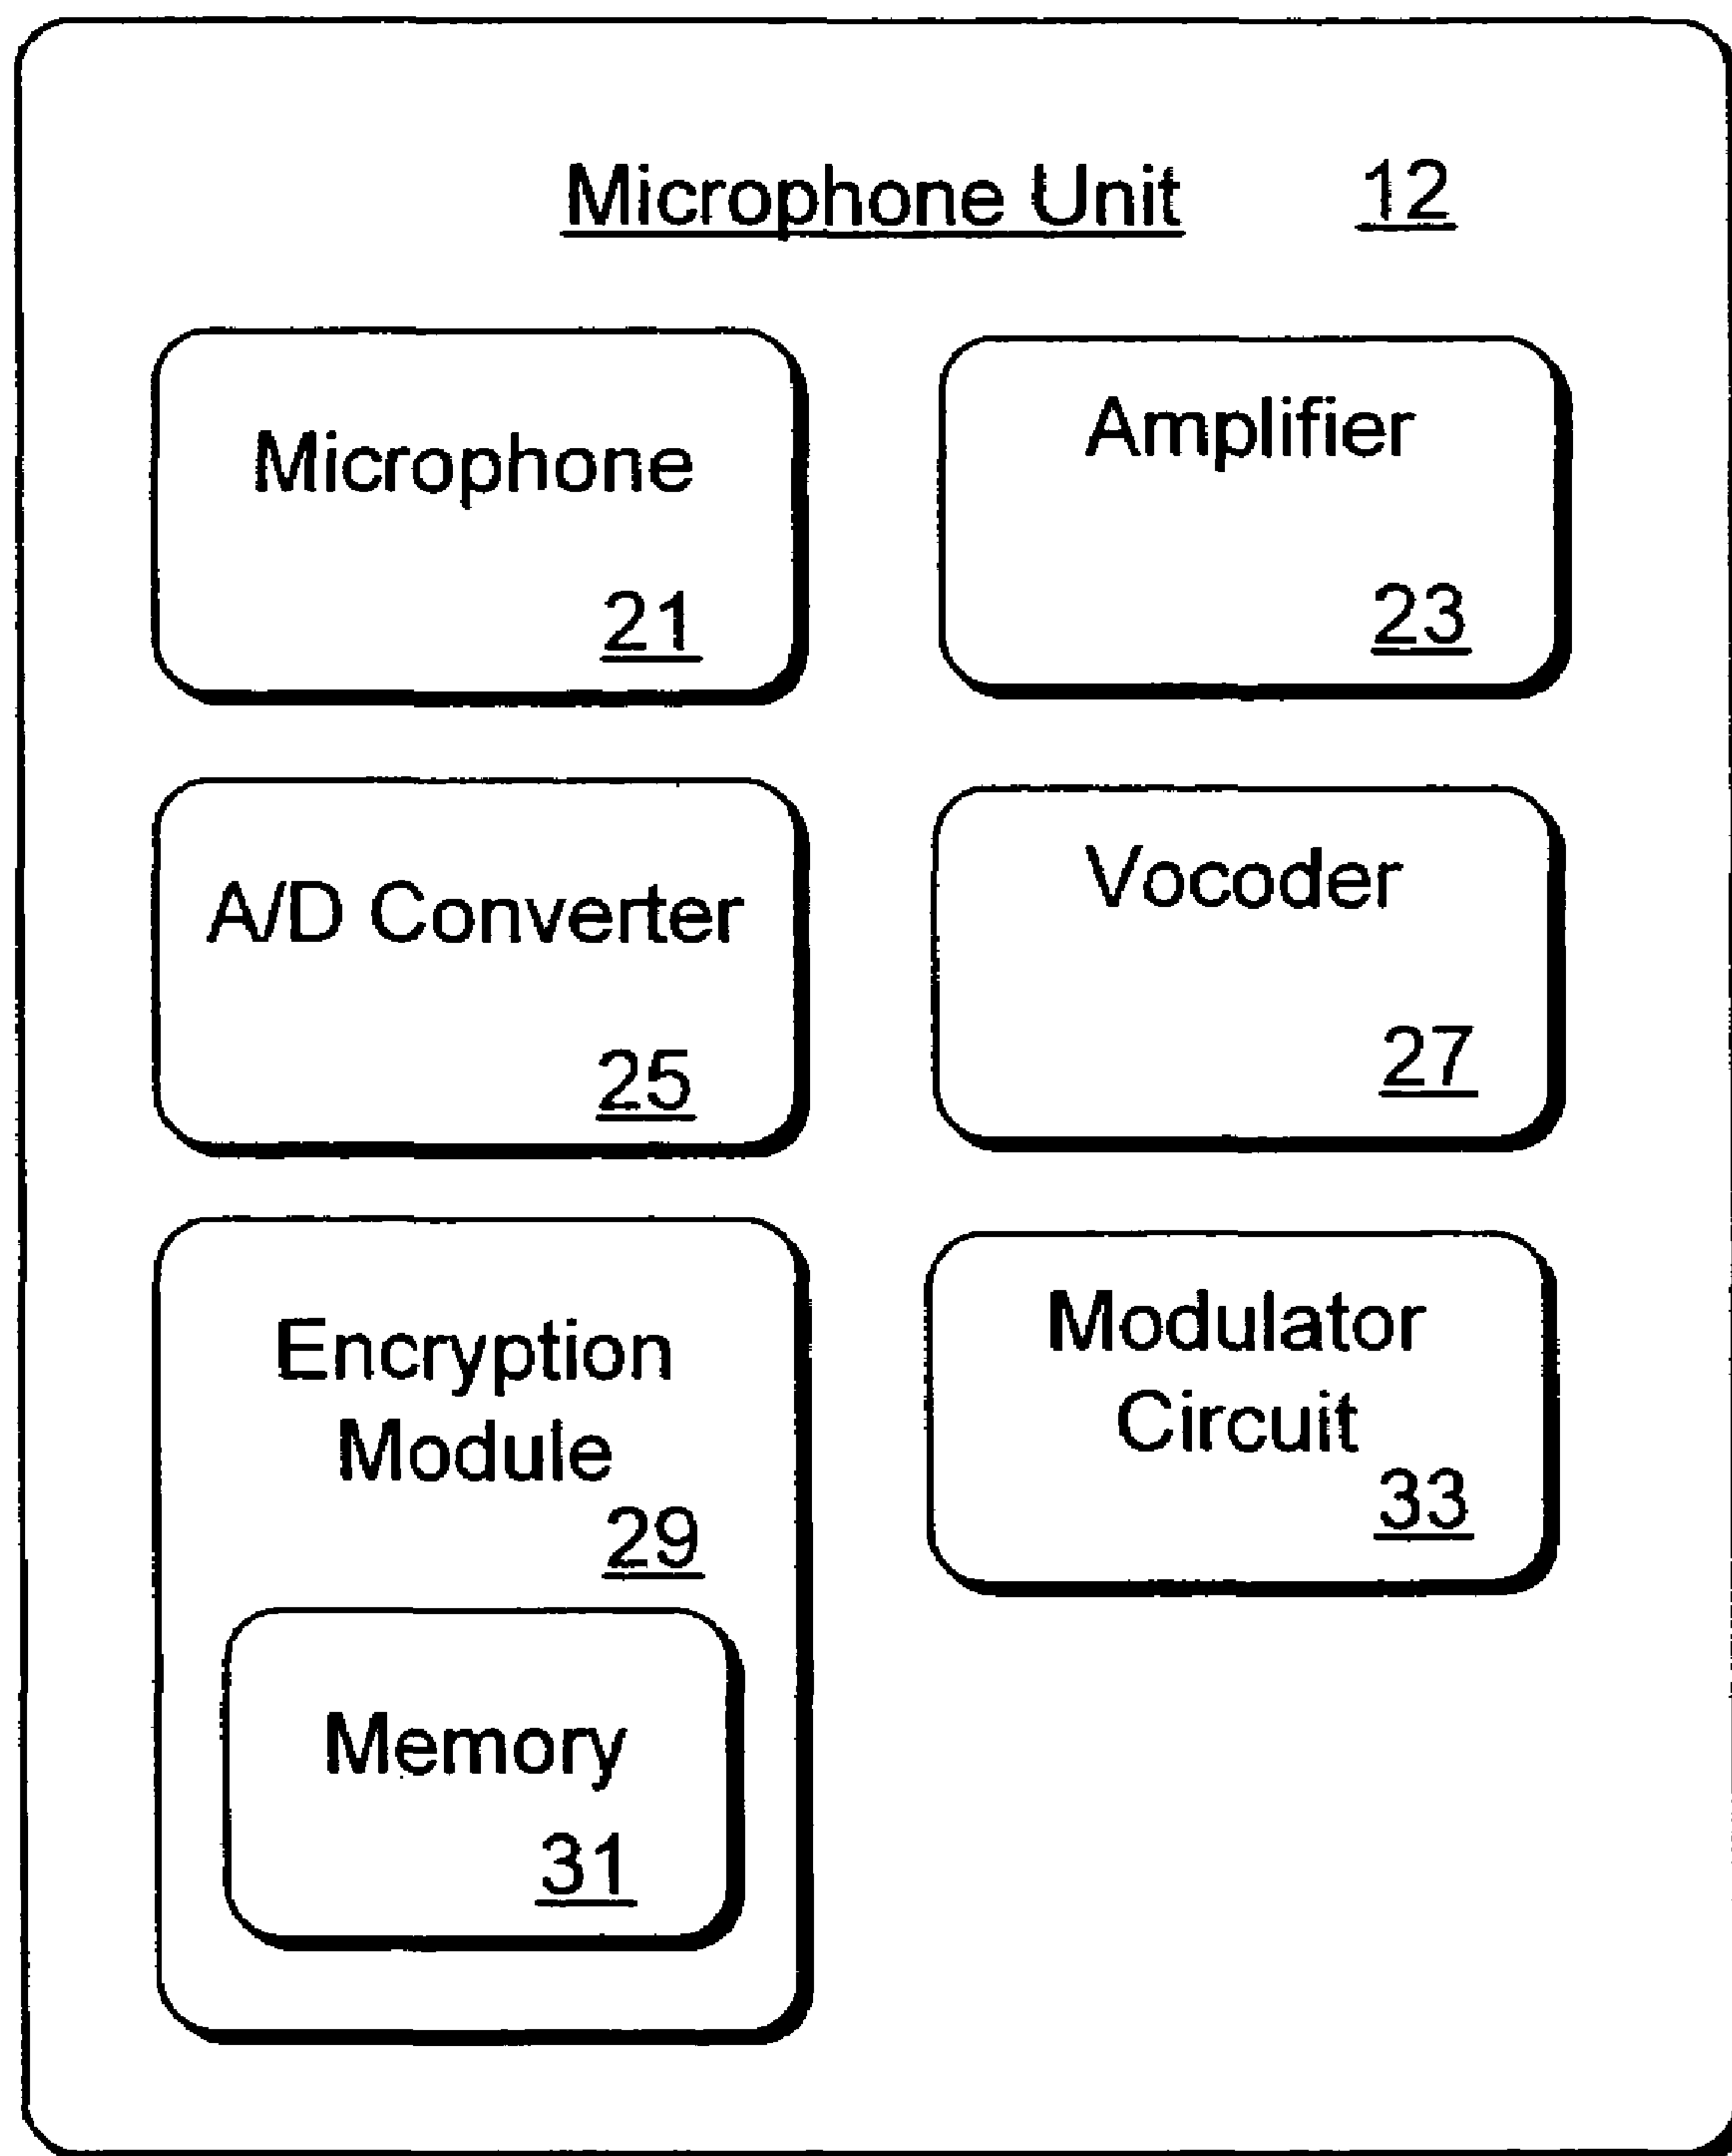 Microphone Unit 12
Microphone
21
Amplifier
23
A/D Converter
25
Vocoder
27
Encryption
Module
29
Memory
31
Modulator
Circuit
33